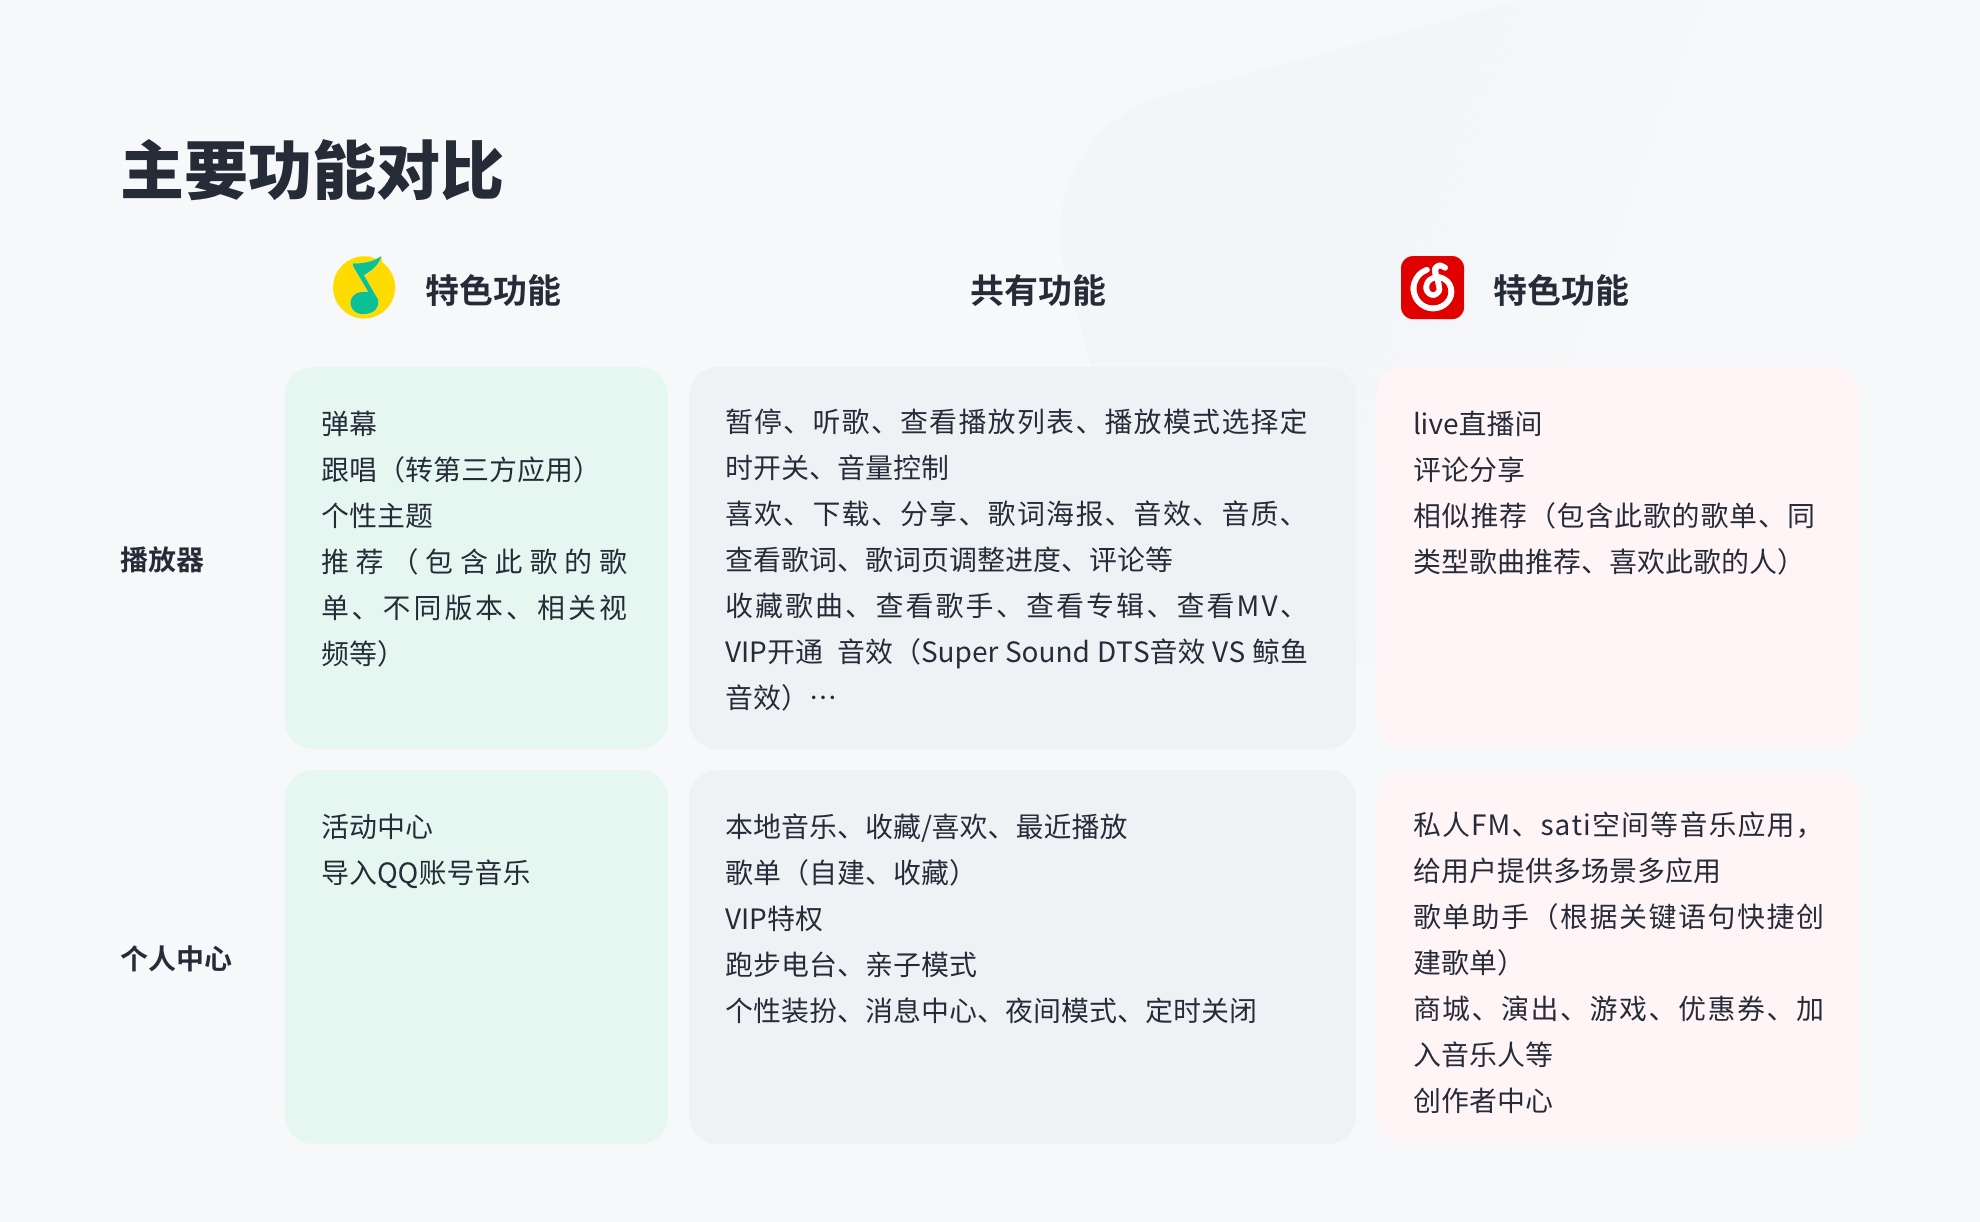 主要功能对比
特色功能
共有功能
特色功能
播放器
弹幕
跟唱（转第三方应用）
个性主题
推荐（包含此歌的歌
单、不同版本、相关视
频等）
暂停、听歌、查看播放列表、播放模式选择定
时开关、音量控制
喜欢、下载、分享、歌词海报、音效、音质、
查看歌词、歌词页调整进度、评论等
收藏歌曲、查看歌手、查看专辑、查看MV、
VIP开通 音效（Super Sound DTS音效 VS 鲸鱼
音效）…
live直播间
评论分享
相似推荐（包含此歌的歌单、同
类型歌曲推荐、喜欢此歌的人）
个人中心
活动中心
导入QQ账号音乐
本地音乐、收藏/喜欢、最近播放
歌单（自建、收藏）
VIP特权
跑步电台、亲子模式
个性装扮、消息中心、夜间模式、定时关闭
私人FM、sati空间等音乐应用，
给用户提供多场景多应用
歌单助手（根据关键语句快捷创
建歌单）
商城、演出、游戏、优惠券、加
入音乐人等
创作者中心